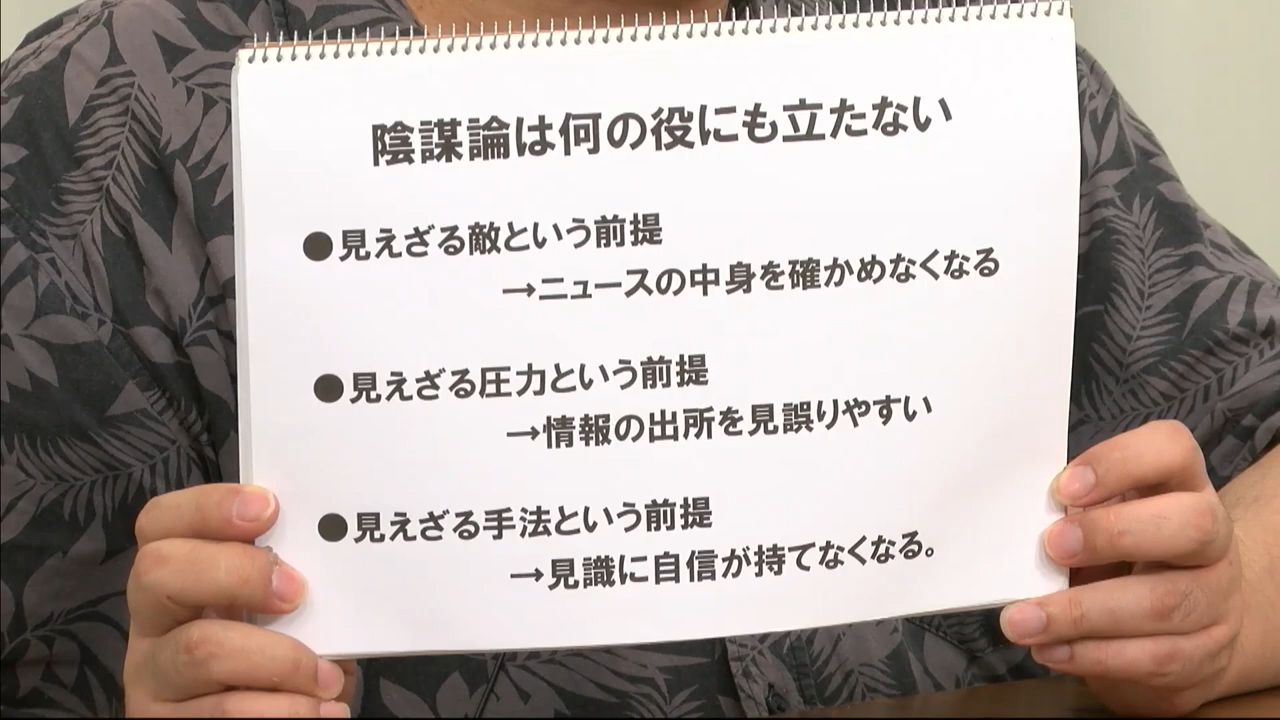 陰謀論は何の役にも立たない
●見えざる敵という前提
→ニュースの中身を確かめなくなる
●見えざる圧力という前提
→情報の出所を見誤りやすい
●見えざる手法という前提
→見識に自信が持てなくなる。